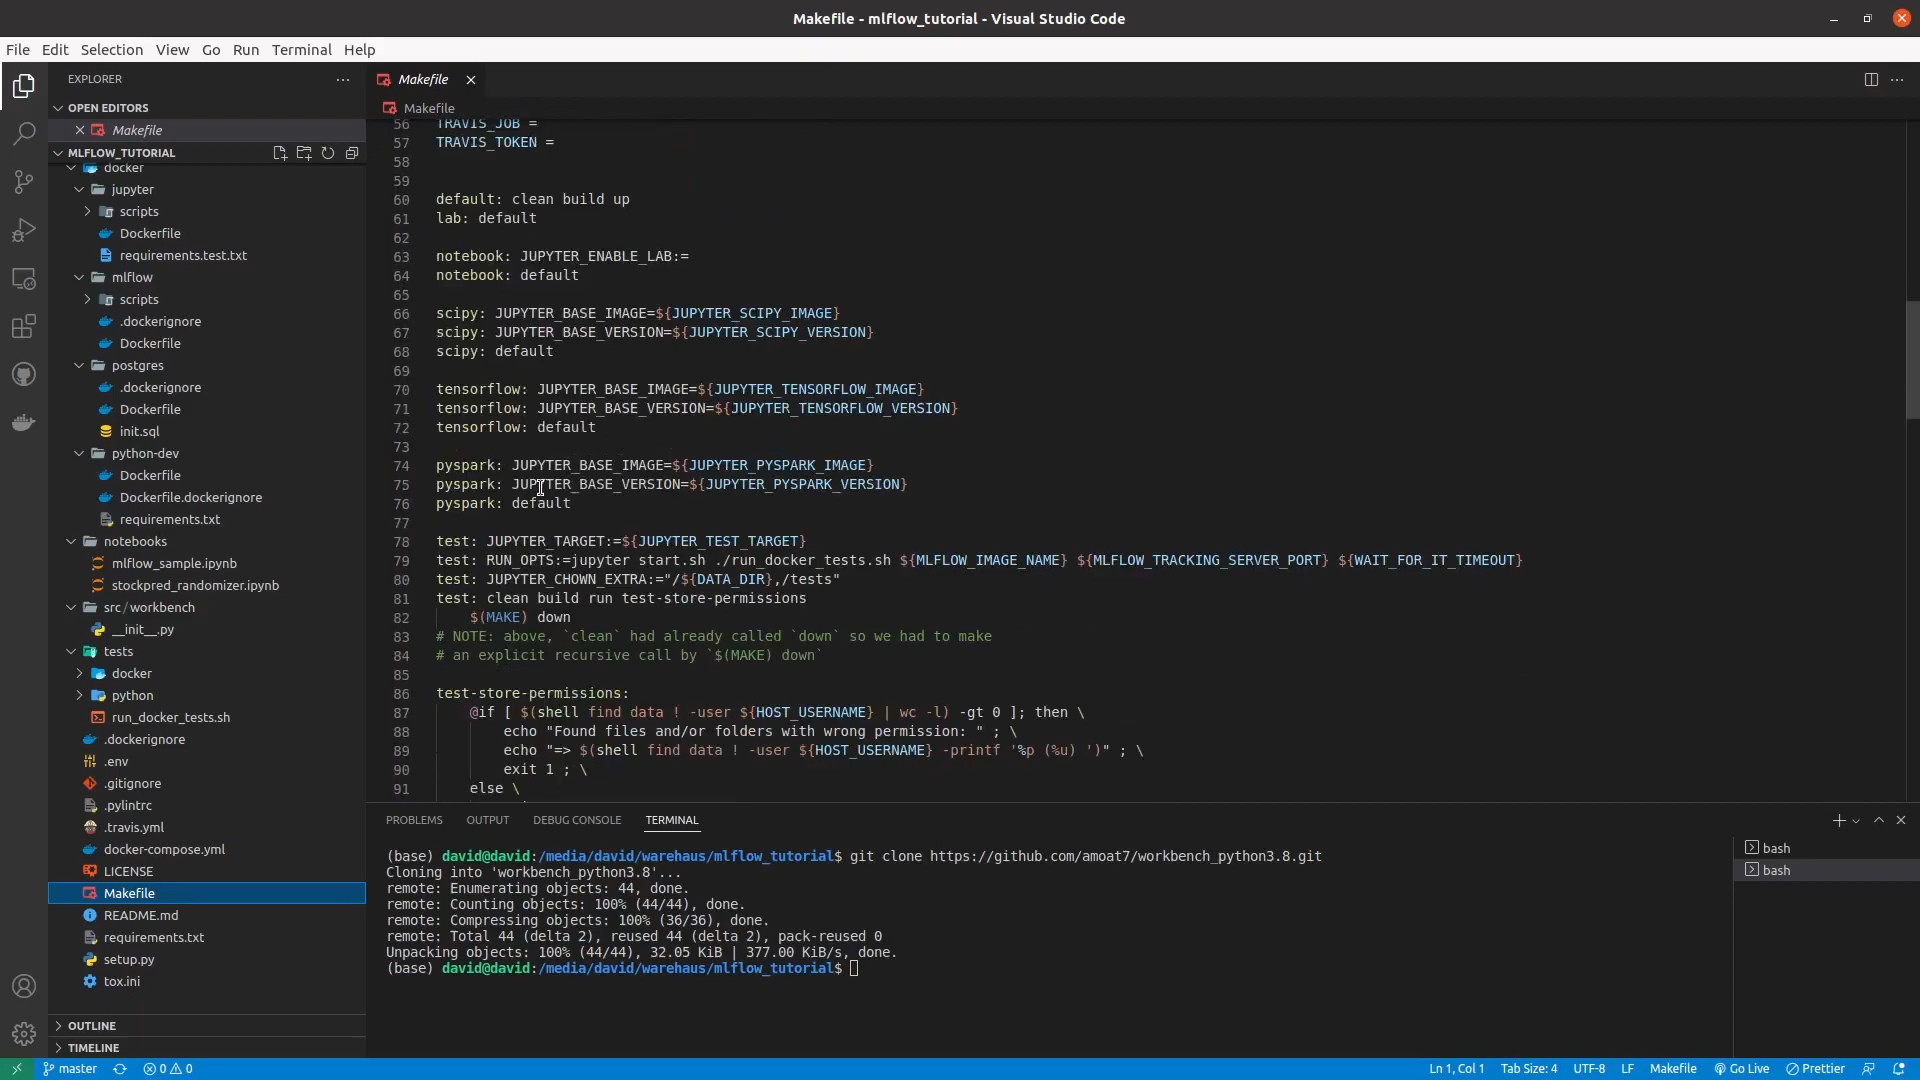 Makefile - mlflow_tutorial - Visual Studio Code
File Edit Selection View Go Run Terminal Help
EXPLORER
OPEN EDITORS
Makefile
MLFLOW_TUTORIAL
docker
jupyter
scripts
Dockerfile
requirements.test.txt
mlflow
scripts
.dockerignore
Dockerfile
postgres
.dockerignore
Dockerfile
init.sql
python-dev
Dockerfile
Dockerfile.dockerignore
requirements.txt
notebooks
mlflow_sample.ipynb
stockpred_randomizer.ipynb
src/workbench
__init__.py
tests
docker
python
run_docker_tests.sh
.dockerignore
.env
.gitignore
.pylintrc
.travis.yml
docker-compose.yml
LICENSE
Makefile
README.md
requirements.txt
setup.py
tox.ini
OUTLINE
TIMELINE
Makefile
Makefile
56 TRAVIS_JOB =
57 TRAVIS_TOKEN =
58
59
60 default: clean build up
61 lab: default
62
63 notebook: JUPYTER_ENABLE_LAB:=
64 notebook: default
65
66 scipy: JUPYTER_BASE_IMAGE=${JUPYTER_SCIPY_IMAGE}
67 scipy: JUPYTER_BASE_VERSION=${JUPYTER_SCIPY_VERSION}
68 scipy: default
69
70 tensorflow: JUPYTER_BASE_IMAGE=${JUPYTER_TENSORFLOW_IMAGE}
71 tensorflow: JUPYTER_BASE_VERSION=${JUPYTER_TENSORFLOW_VERSION}
72 tensorflow: default
73
74 pyspark: JUPYTER_BASE_IMAGE=${JUPYTER_PYSPARK_IMAGE}
75 pyspark: JUPYTER_BASE_VERSION=${JUPYTER_PYSPARK_VERSION}
76 pyspark: default
77
78 test: JUPYTER_TARGET:=${JUPYTER_TEST_TARGET}
79 test: RUN_OPTS:=jupyter start.sh ./run_docker_tests.sh ${MLFLOW_IMAGE_NAME} ${MLFLOW_TRACKING_SERVER_PORT} ${WAIT_FOR_IT_TIMEOUT}
80 test: JUPYTER_CHOWN_EXTRA:="/${DATA_DIR},/tests"
81 test: clean build run test-store-permissions
82 $(MAKE) down
83 # NOTE: above, `clean` had already called `down` so we had to make
84 # an explicit recursive call by `$(MAKE) down`
85
86 test-store-permissions:
87 @if [ $(shell find data ! -user ${HOST_USERNAME} | wc -l) -gt 0 ]; then \
88 echo "Found files and/or folders with wrong permission: " ; \
89 echo "=> $(shell find data ! -user ${HOST_USERNAME} -printf '%p (%u) ')" ; \
90 exit 1 ; \
91 else \
PROBLEMS OUTPUT DEBUG CONSOLE TERMINAL
(base) david@david:/media/david/warehaus/mlflow_tutorial$ git clone https://github.com/amoat7/workbench_python3.8.git
Cloning into 'workbench_python3.8'...
remote: Enumerating objects: 44, done.
remote: Counting objects: 100% (44/44), done.
remote: Compressing objects: 100% (36/36), done.
remote: Total 44 (delta 2), reused 44 (delta 2), pack-reused 0
Unpacking objects: 100% (44/44), 32.05 KiB | 377.00 KiB/s, done.
(base) david@david:/media/david/warehaus/mlflow_tutorial$
bash
bash
master 0 0 Ln 1, Col 1 Tab Size: 4 UTF-8 LF Makefile Go Live Prettier